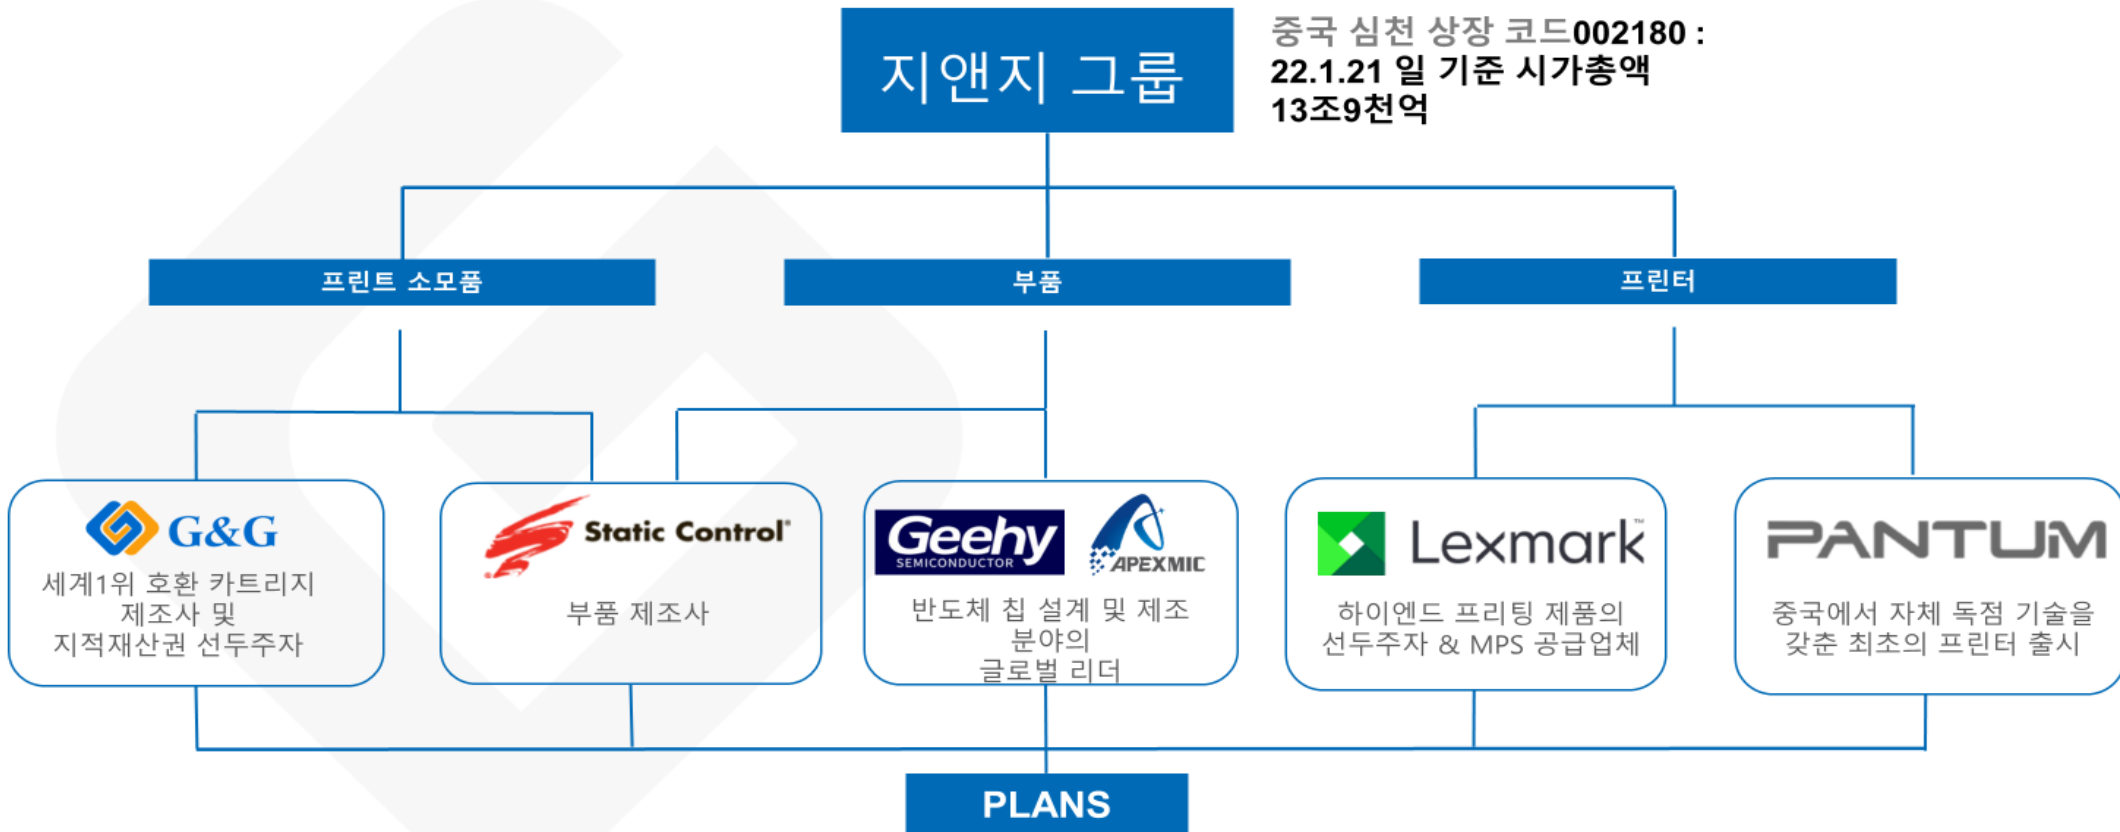 지앤지 그룹
중국 심천 상장 코드002180 :
22.1.21 일 기준 시가총액
13조9천억
프린트 소모품
부품
프린터
G&G
세계1위 호환 카트리지
제조사 및
지적재산권 선두주자
Static Control®
부품 제조사
Geehy
SEMICONDUCTOR
APEXMIC
반도체 칩 설계 및 제조
분야의
글로벌 리더
Lexmark™
하이엔드 프리팅 제품의
선두주자 & MPS 공급업체
PANTUM
중국에서 자체 독점 기술을
갖춘 최초의 프린터 출시
PLANS